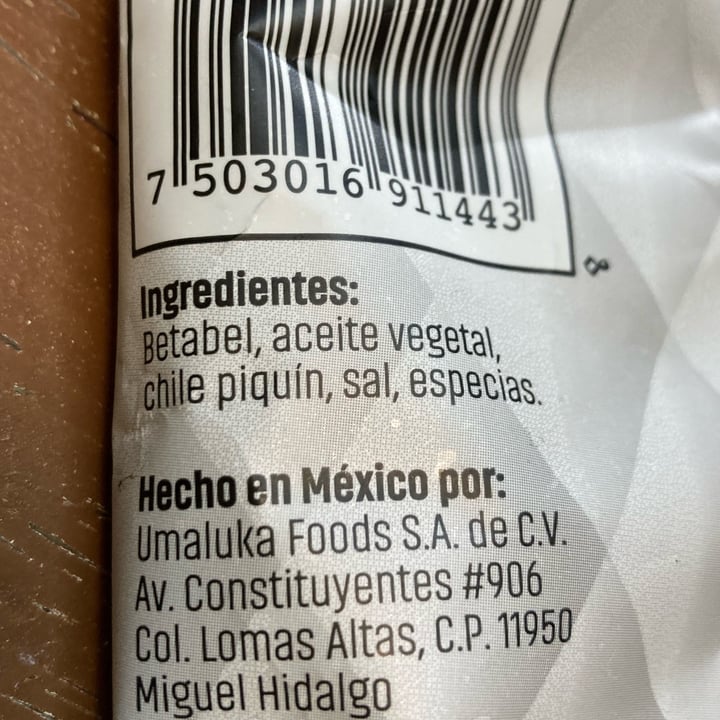 7 503016 911443
Ingredientes:
Betabel, aceite vegetal,
chile piquín, sal, especias.
Hecho en México por:
Umaluka Foods S.A. de C.V.
Av. Constituyentes #906
Col. Lomas Altas, C.P. 11950
Miguel Hidalgo